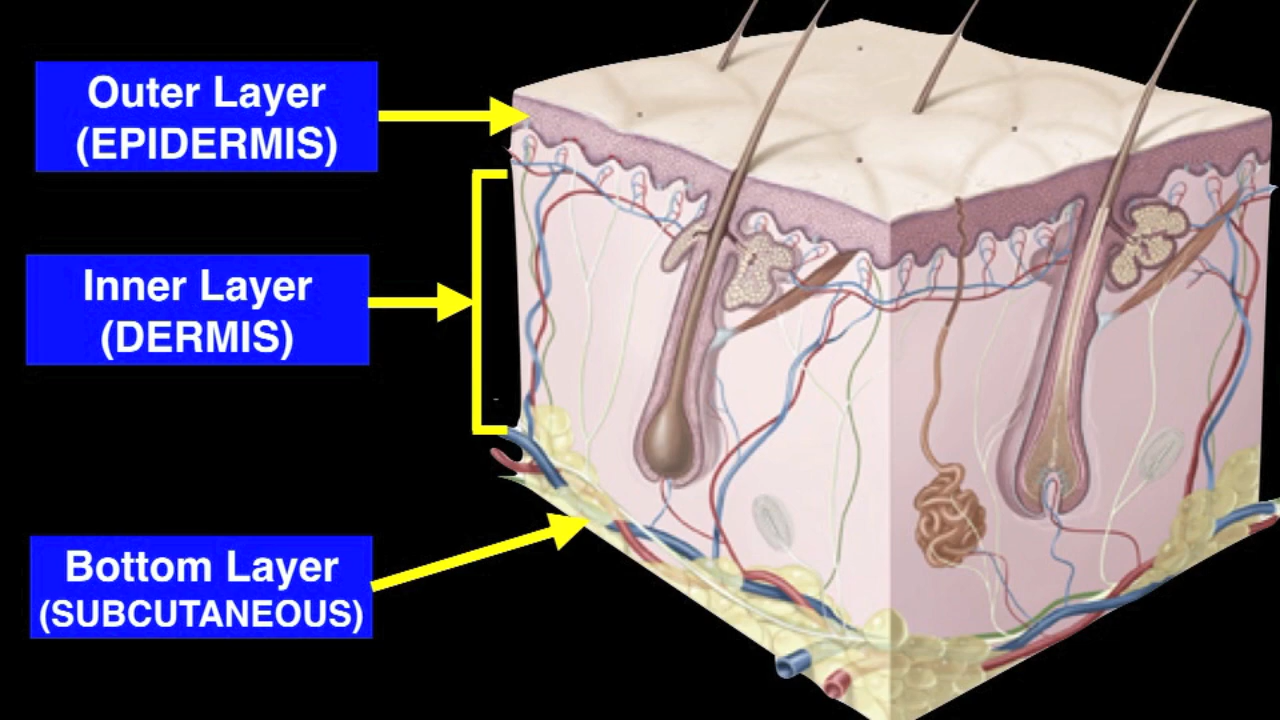 Outer Layer
(EPIDERMIS)
Inner Layer
(DERMIS)
Bottom Layer
(SUBCUTANEOUS)